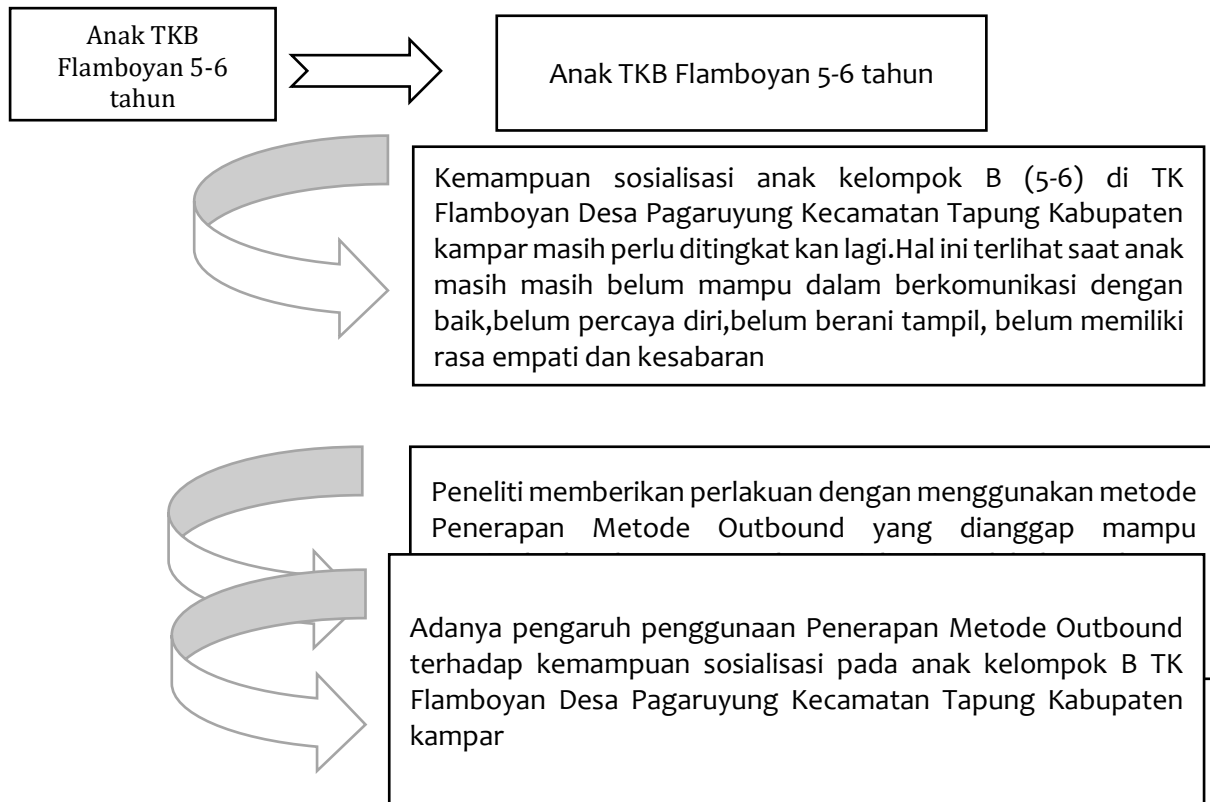 Anak TKB
Flamboyan 5-6
tahun
Anak TKB Flamboyan 5-6 tahun
Kemampuan sosialisasi anak kelompok B (5-6) di TK
Flamboyan Desa Pagaruyung Kecamatan Tapung Kabupaten
kampar masih perlu ditingkat kan lagi.Hal ini terlihat saat anak
masih masih belum mampu dalam berkomunikasi dengan
baik,belum percaya diri,belum berani tampil, belum memiliki
rasa empati dan kesabaran
Peneliti memberikan perlakuan dengan menggunakan metode
Penerapan Metode Outbound yang dianggap mampu
Adanya pengaruh penggunaan Penerapan Metode Outbound
terhadap kemampuan sosialisasi pada anak kelompok B TK
Flamboyan Desa Pagaruyung Kecamatan Tapung Kabupaten
kampar